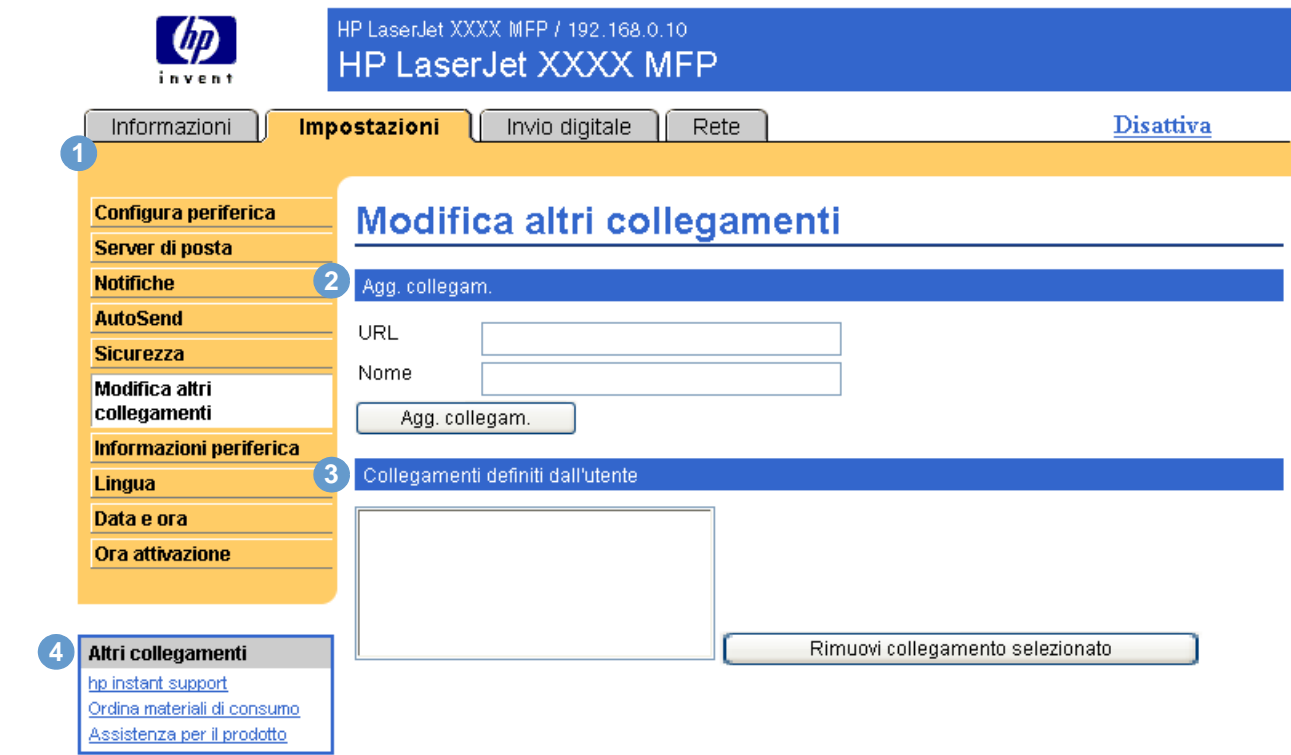 hp
invent
HP LaserJet XXXX MFP / 192.168.0.10
HP LaserJet XXXX MFP
Informazioni
Impostazioni
Invio digitale
Rete
Disattiva
1
Configura periferica
Server di posta
Notifiche
AutoSend
Sicurezza
Modifica altri
collegamenti
Informazioni periferica
Lingua
Data e ora
Ora attivazione
Modifica altri collegamenti
2
Agg. collegam.
URL
Nome
Agg. collegam.
3
Collegamenti definiti dall'utente
Rimuovi collegamento selezionato
4
Altri collegamenti
hp instant support
Ordina materiali di consumo
Assistenza per il prodotto